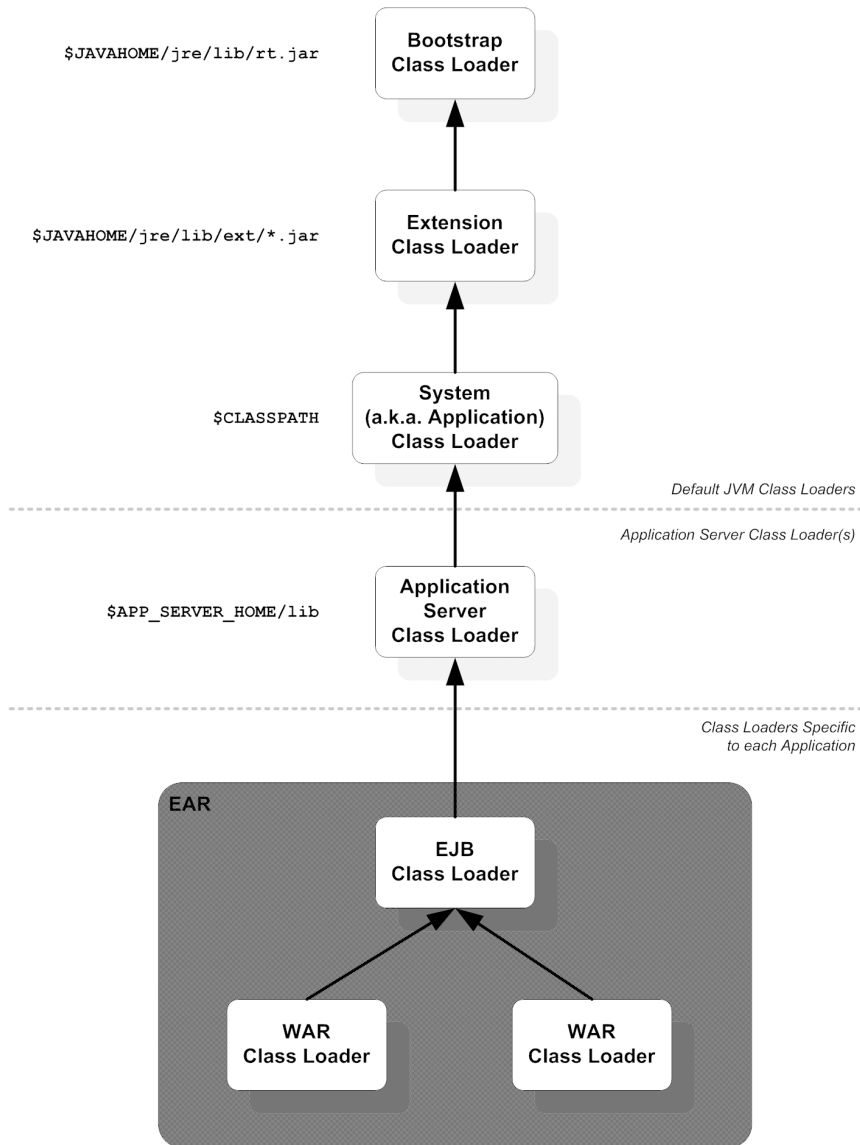 Bootstrap
Class Loader
$JAVAHOME/jre/lib/rt.jar
Extension
Class Loader
$JAVAHOME/jre/lib/ext/*.jar
System
(a.k.a. Application)
Class Loader
$CLASSPATH
Default JVM Class Loaders
Application Server Class Loader(s)
Application
Server
Class Loader
$APP_SERVER_HOME/lib
Class Loaders Specific
to each Application
EAR
EJB
Class Loader
WAR
Class Loader
WAR
Class Loader